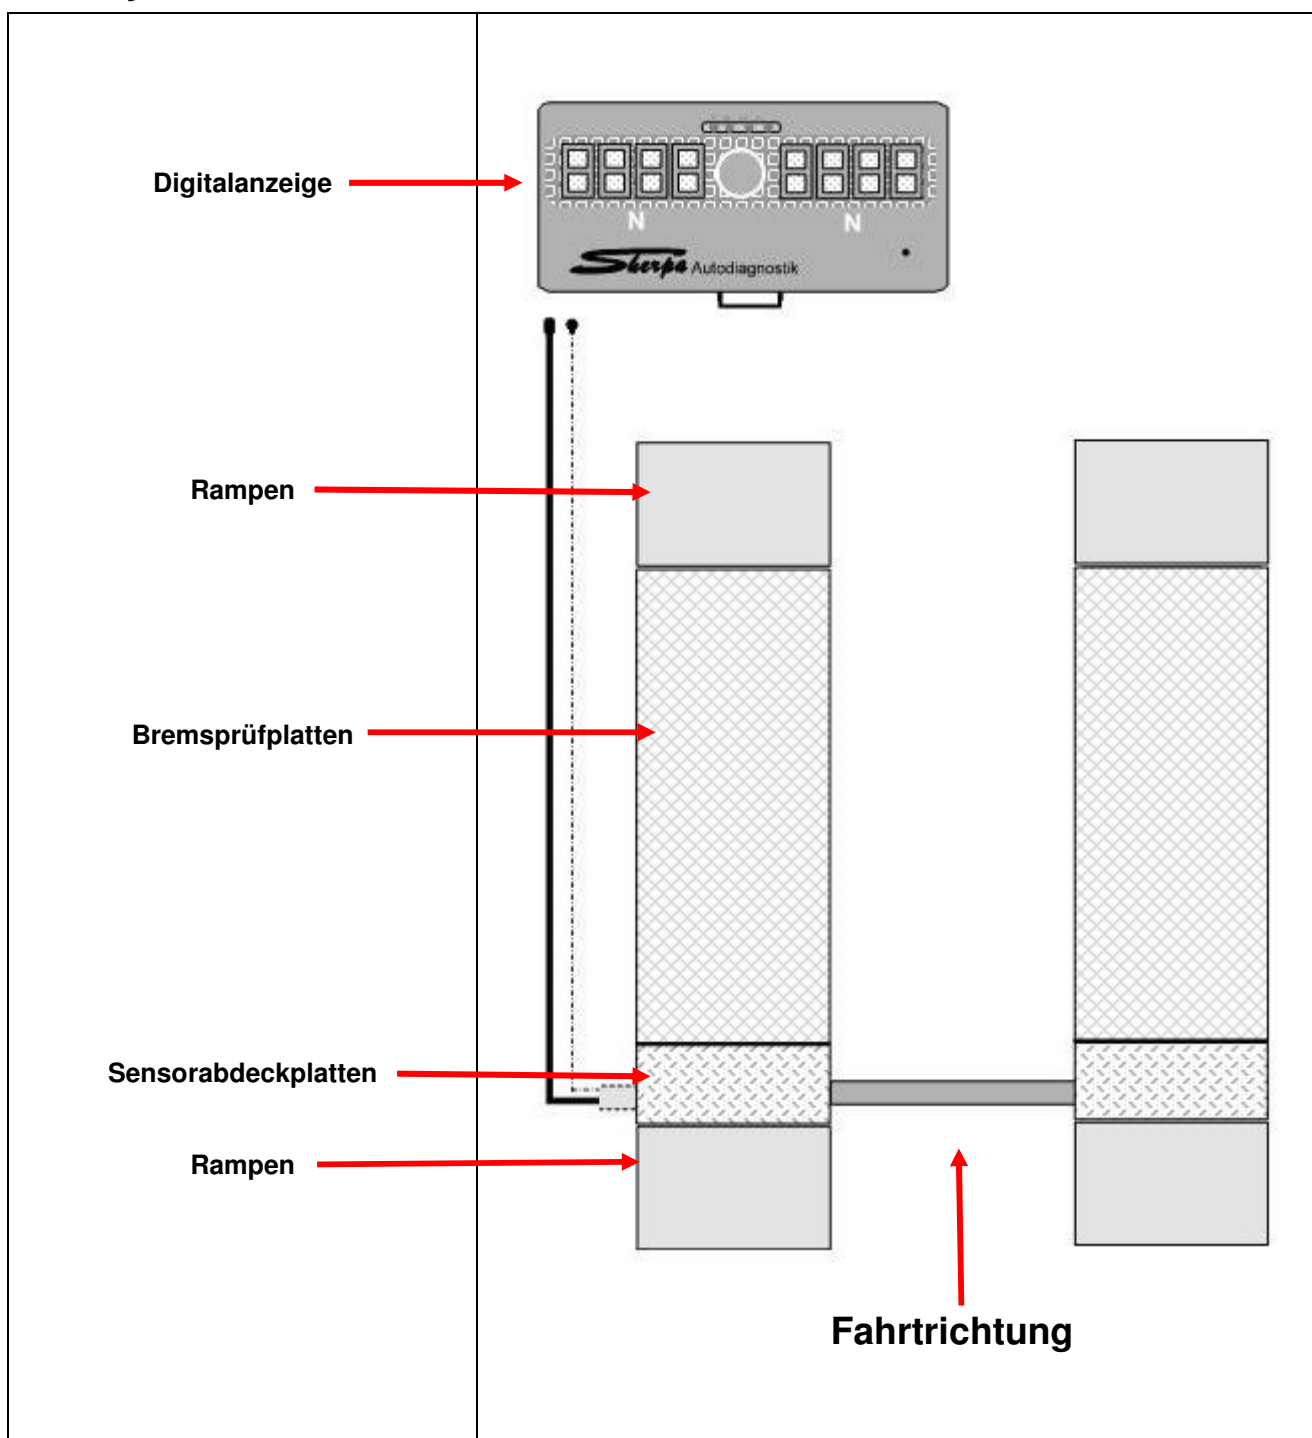 Digitalanzeige
N N
Sherpa Autodiagnostik
Rampen
Bremsprüfplatten
Sensorabdeckplatten
Rampen
Fahrtrichtung